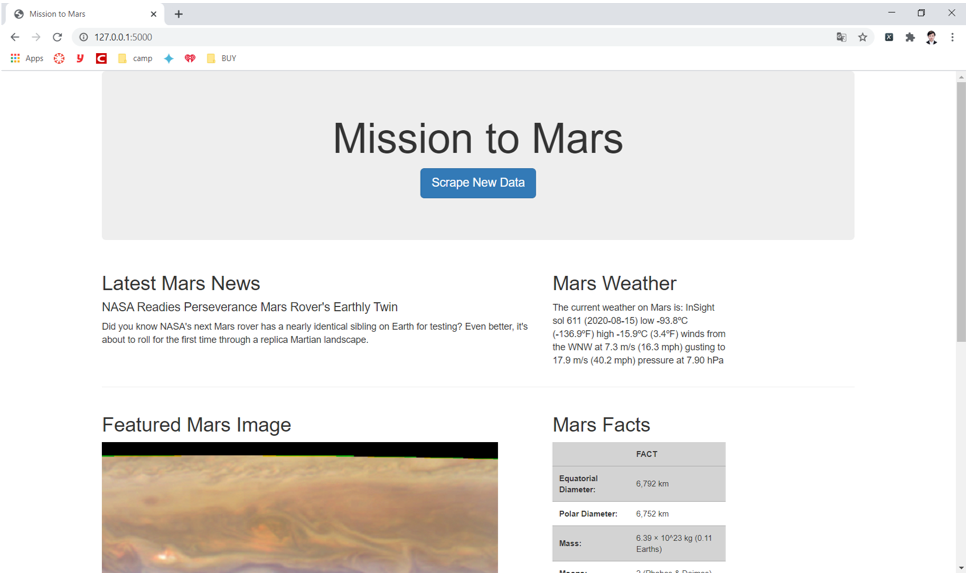 Mission to Mars
127.0.0.1:5000
Apps
camp
BUY
Mission to Mars
Scrape New Data
Latest Mars News
NASA Readies Perseverance Mars Rover's Earthly Twin
Did you know NASA's next Mars rover has a nearly identical sibling on Earth for testing? Even better, it's
about to roll for the first time through a replica Martian landscape.
Mars Weather
The current weather on Mars is: InSight
sol 611 (2020-08-15) low -93.8ºC
(-136.9ºF) high -15.9ºC (3.4ºF) winds from
the WNW at 7.3 m/s (16.3 mph) gusting to
17.9 m/s (40.2 mph) pressure at 7.90 hPa
Featured Mars Image
Mars Facts
FACT
Equatorial
Diameter:
6,792 km
Polar Diameter:
6,752 km
Mass:
6.39 × 10^23 kg (0.11
Earths)
Moons:
2 (Phobos & Deimos)